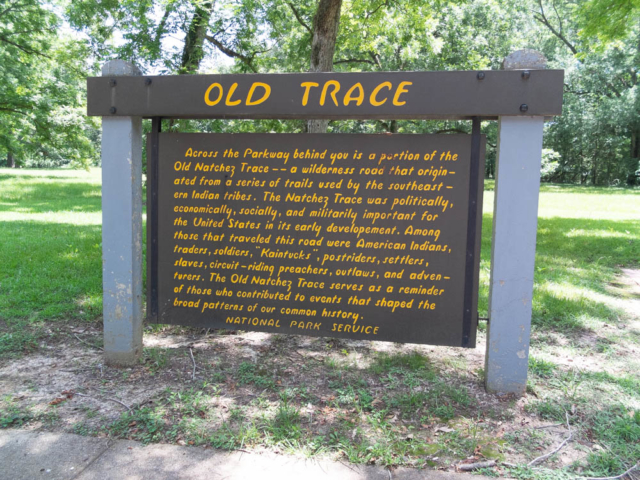 OLD TRACE
Across the Parkway behind you is a portion of the
Old Natchez Trace -- a wilderness road that origin-
ated from a series of trails used by the southeast-
ern Indian tribes. The Natchez Trace was politically,
economically, socially, and militarily important for
the United States in its early developement. Among
those that traveled this road were American Indians,
traders, soldiers, "Kaintucks", postriders, settlers,
slaves, circuit-riding preachers, outlaws, and adven-
turers. The Old Natchez Trace serves as a reminder
of those who contributed to events that shaped the
broad patterns of our common history.
NATIONAL PARK SERVICE